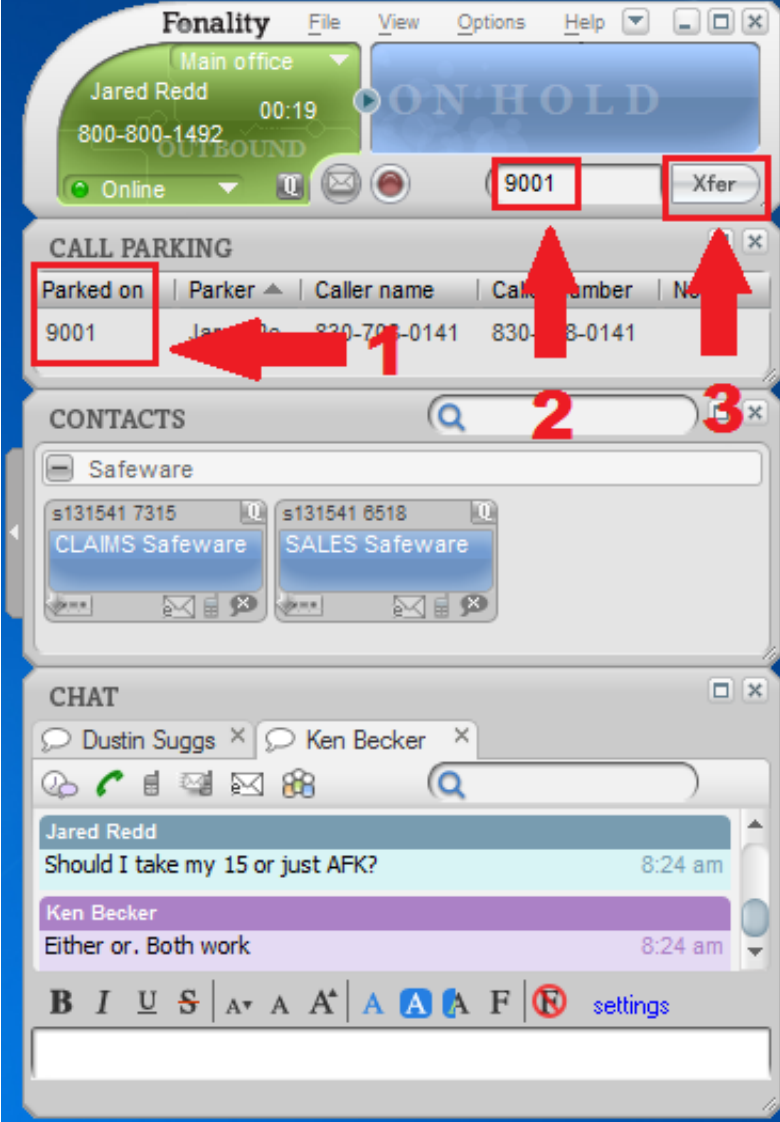 Fonality File View Options Help
Main office
Jared Redd
00:19
800-800-1492
OUTBOUND
ON HOLD
Online
9001 Xfer
CALL PARKING
Parked on Parker Caller name
9001 0141
1 2 3
CONTACTS
Safeware
s131541 7315 s131541 6518
CLAIMS Safeware SALES Safeware
CHAT
Dustin Suggs Ken Becker
Jared Redd
Should I take my 15 or just AFK? 8:24 am
Ken Becker
Either or. Both work 8:24 am
B I U S A A A A A A F F settings